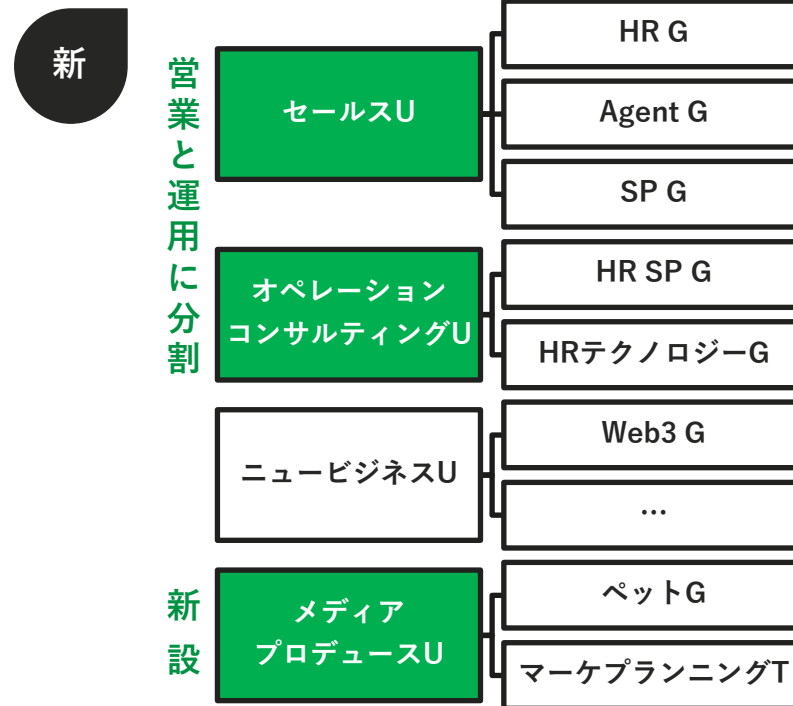 新
営業と運用に分割
セールスU
HR G
Agent G
SP G
オペレーション
コンサルティングU
HR SP G
HRテクノロジーG
ニュービジネスU
Web3 G
…
新設
メディア
プロデュースU
ペットG
マーケプランニングT